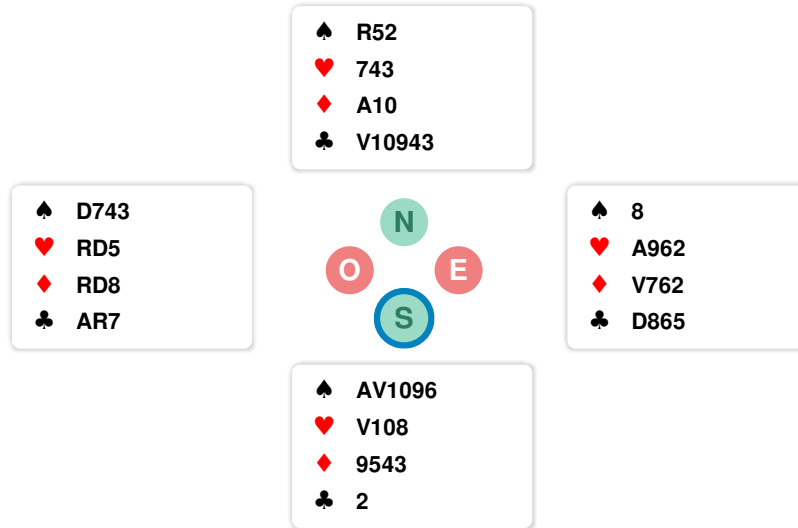 ♠ R52
♥ 743
♦ A10
♣ V10943
♠ D743
♥ RD5
♦ RD8
♣ AR7
N
O E
S
♠ 8
♥ A962
♦ V762
♣ D865
♠ AV1096
♥ V108
♦ 9543
♣ 2